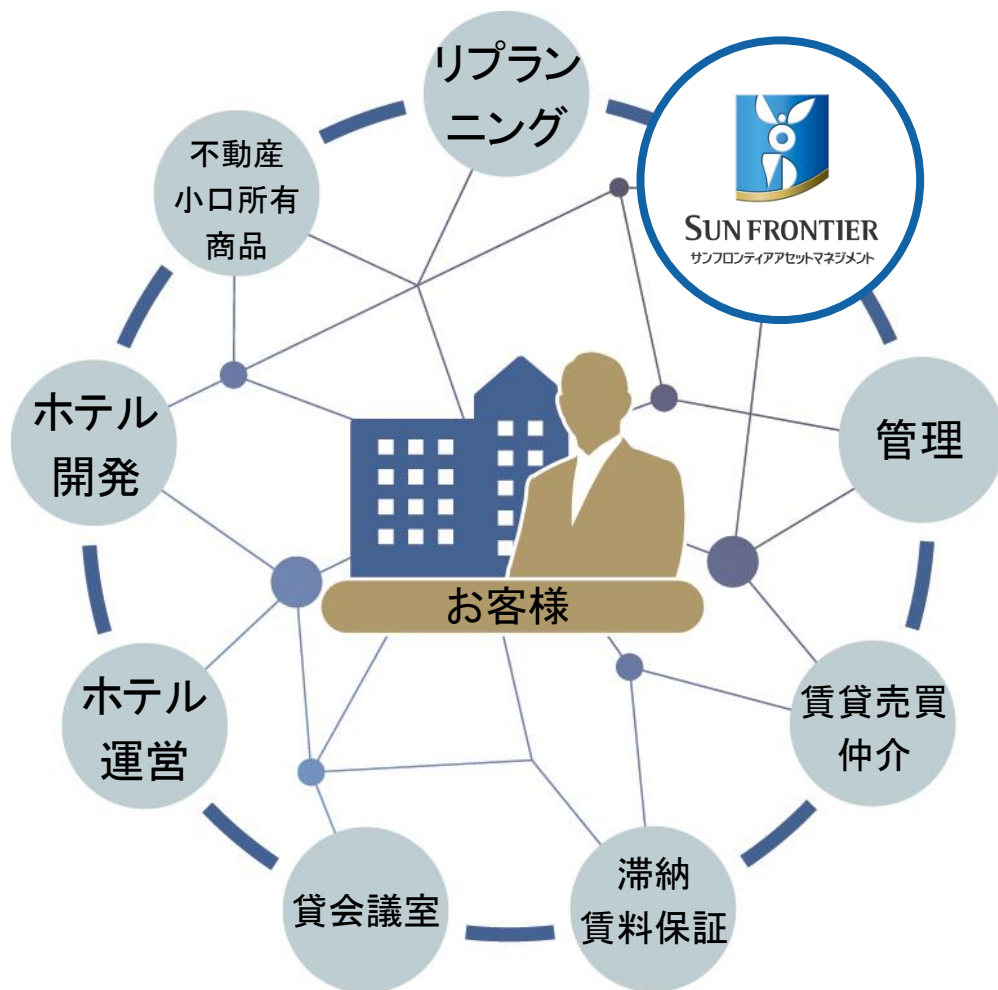 リプラン
ニング
SUN FRONTIER
サンフロンティアアセットマネジメント
不動産
小口所有
商品
ホテル
開発
管理
お客様
ホテル
運営
賃貸売買
仲介
貸会議室
滞納
賃料保証